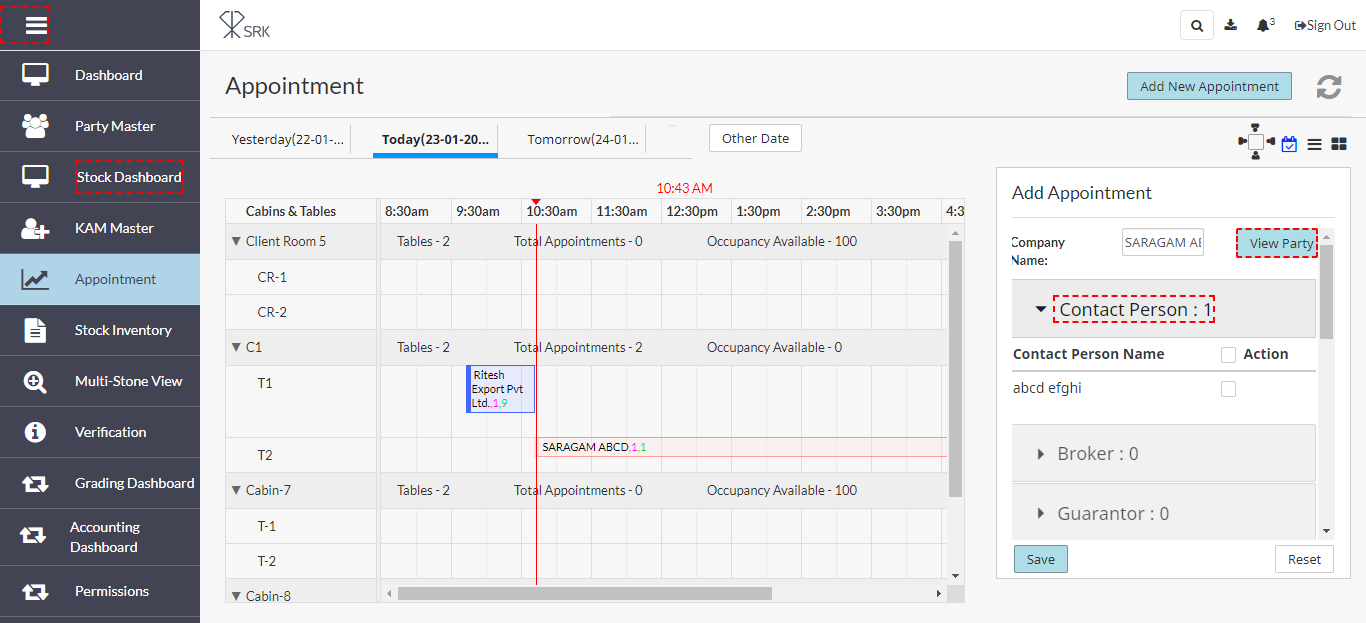 SRK
3
Sign Out
Dashboard
Party Master
Stock Dashboard
KAM Master
Appointment
Stock Inventory
Multi-Stone View
Verification
Grading Dashboard
Accounting
Dashboard
Permissions
Appointment
Add New Appointment
Yesterday(22-01-...
Today(23-01-20...
Tomorrow(24-01...
Other Date
10:43 AM
Cabins & Tables 8:30am 9:30am 10:30am 11:30am 12:30pm 1:30pm 2:30pm 3:30pm 4:3
Client Room 5 Tables - 2 Total Appointments - 0 Occupancy Available - 100
CR-1
CR-2
C1 Tables - 2 Total Appointments - 2 Occupancy Available - 0
T1
Ritesh
Export Pvt
Ltd.,1,9
T2
SARAGAM ABCD,1,1
Cabin-7 Tables - 2 Total Appointments - 0 Occupancy Available - 100
T-1
T-2
Cabin-8
Add Appointment
Company
Name:
SARAGAM AB
View Party
Contact Person : 1
Contact Person Name Action
abcd efghi
Broker : 0
Guarantor : 0
Save
Reset